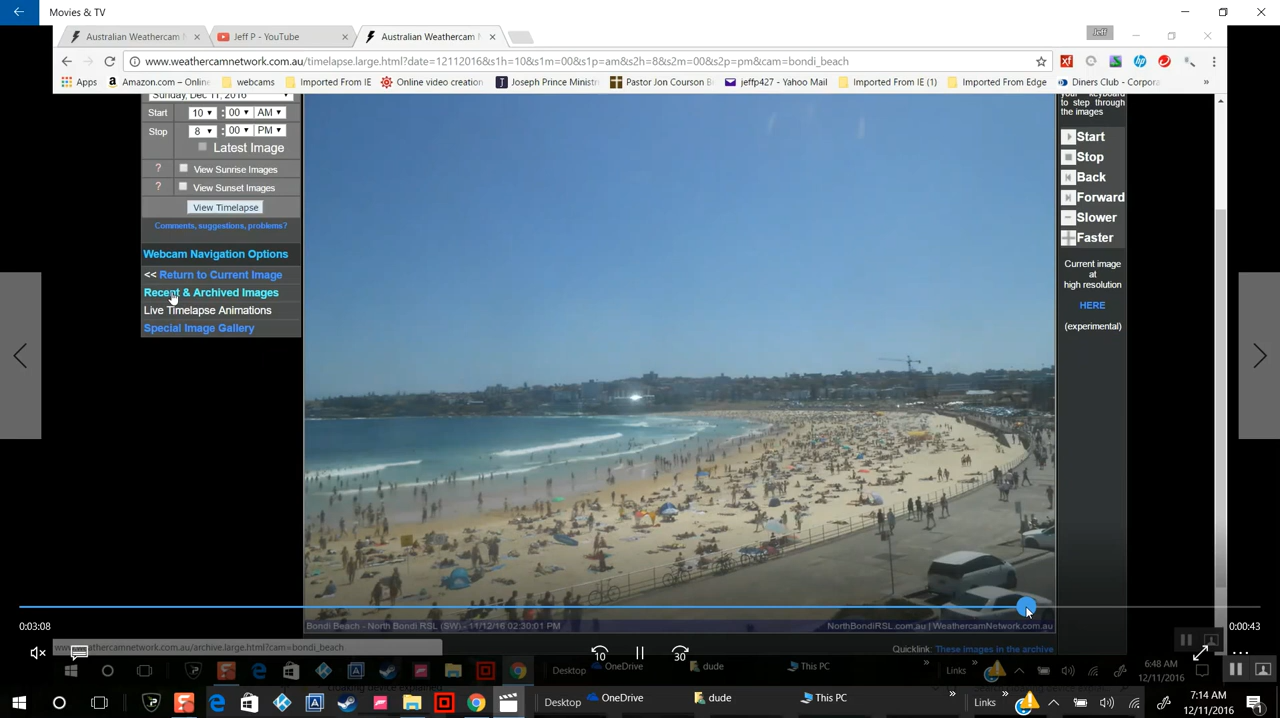 Movies & TV
Australian Weathercam N
Jeff P - YouTube
Australian Weathercam N
Jeff
www.weathercamnetwork.com.au/timelapse.large.html?date=12112016&s1h=10&s1m=00&s1p=am&s2h=8&s2m=00&s2p=pm&cam=bondi_beach
Apps
Amazon.com – Online
webcams
Imported From IE
Online video creation
Joseph Prince Ministri
Pastor Jon Courson B
jeffp427 - Yahoo Mail
Imported From IE (1)
Imported From Edge
Diners Club - Corpora
Sunday, Dec 11, 2016
Start 10 : 00 AM
Stop 8 : 00 PM
Latest Image
? View Sunrise Images
? View Sunset Images
View Timelapse
Comments, suggestions, problems?
Webcam Navigation Options
<< Return to Current Image
Recent & Archived Images
Live Timelapse Animations
Special Image Gallery
your keyboard
to step through
the images
Start
Stop
Back
Forward
Slower
Faster
Current image
at
high resolution
HERE
(experimental)
0:03:08
0:00:43
Bondi Beach - North Bondi RSL (SW) - 11/12/16 02:30:01 PM
NorthBondiRSL.com.au | WeathercamNetwork.com.au
www.weathercamnetwork.com.au/archive.large.html?cam=bondi_beach
Quicklink: These images in the archive
10
30
Desktop
OneDrive
dude
This PC
Links
6:48 AM
12/11/2016
Desktop
OneDrive
dude
This PC
Links
7:14 AM
12/11/2016